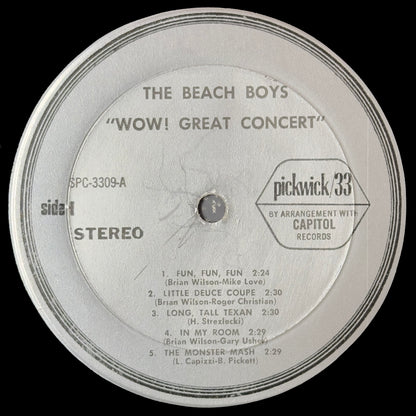 THE BEACH BOYS
"WOW! GREAT CONCERT"
SPC-3309-A
side 1
STEREO
pickwick/33
BY ARRANGEMENT WITH
CAPITOL
RECORDS
1. FUN, FUN, FUN 2:24
(Brian Wilson-Mike Love)
2. LITTLE DEUCE COUPE 2:30
(Brian Wilson-Roger Christian)
3. LONG, TALL TEXAN 2:30
(H. Strezlecki)
4. IN MY ROOM 2:29
(Brian Wilson-Gary Usher)
5. THE MONSTER MASH 2:29
(L. Capizzi-B. Pickett)